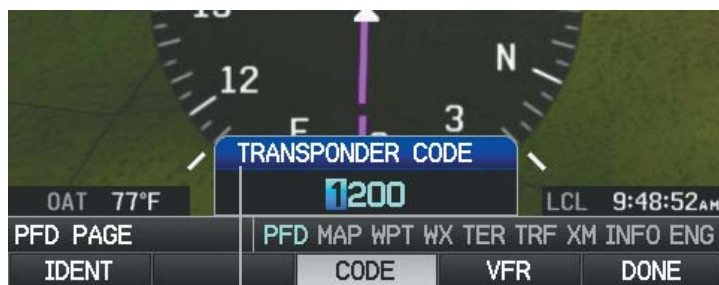 12
N
E
3
TRANSPONDER CODE
1200
OAT 77°F
LCL 9:48:52AM
PFD PAGE
PFD MAP WPT WX TER TRF XM INFO ENG
IDENT
CODE
VFR
DONE